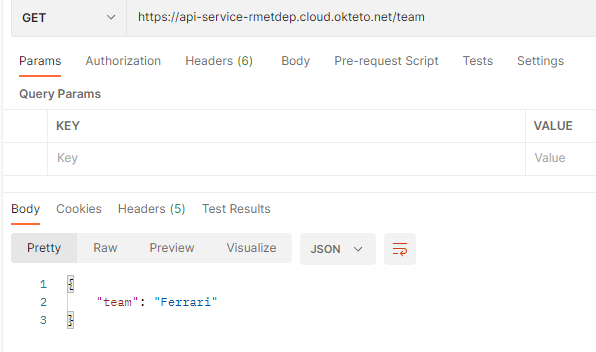 GET https://api-service-rmetdep.cloud.okteto.net/team
Params Authorization Headers (6) Body Pre-request Script Tests Settings
Query Params
KEY VALUE
Key Value
Body Cookies Headers (5) Test Results
Pretty Raw Preview Visualize JSON
1 {
2 "team": "Ferrari"
3 }